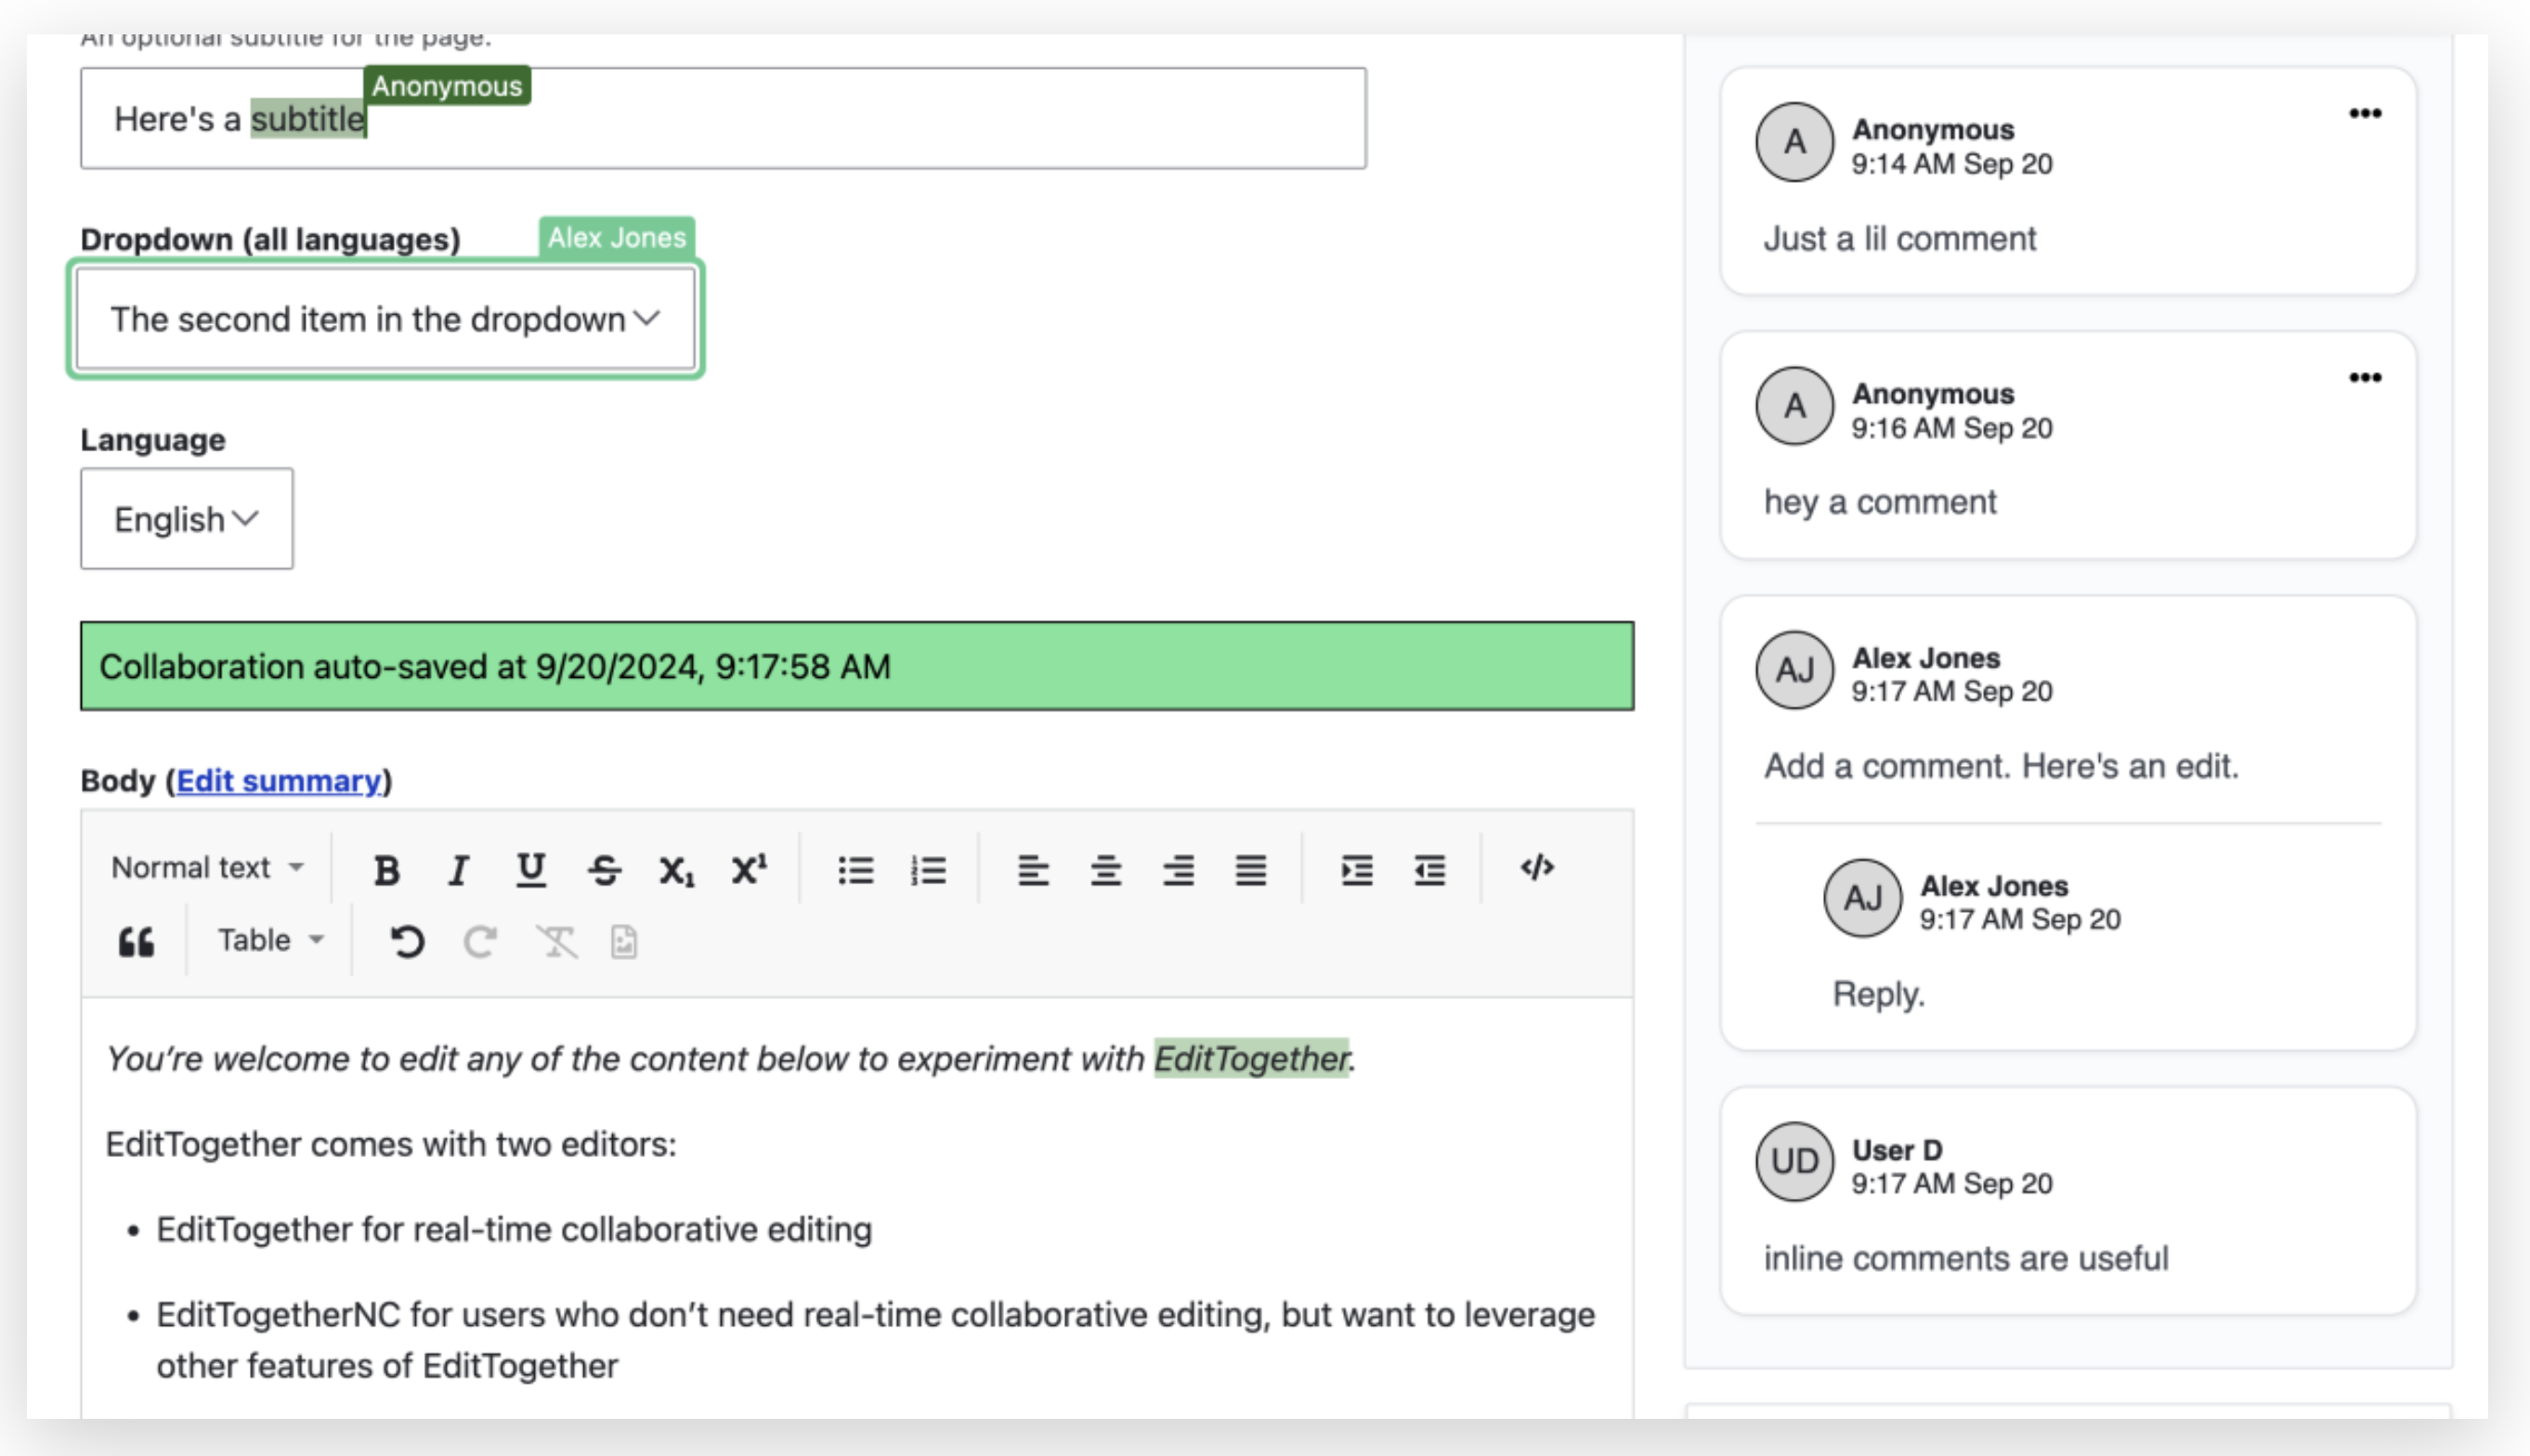 An optional subtitle for the page.
Anonymous
Here's a subtitle
Dropdown (all languages)
Alex Jones
The second item in the dropdown
Language
English
Collaboration auto-saved at 9/20/2024, 9:17:58 AM
Body (Edit summary)
Normal text
Table
You’re welcome to edit any of the content below to experiment with EditTogether.
EditTogether comes with two editors:
• EditTogether for real-time collaborative editing
• EditTogetherNC for users who don’t need real-time collaborative editing, but want to leverage
other features of EditTogether
A
Anonymous
9:14 AM Sep 20
Just a lil comment
A
Anonymous
9:16 AM Sep 20
hey a comment
AJ
Alex Jones
9:17 AM Sep 20
Add a comment. Here's an edit.
AJ
Alex Jones
9:17 AM Sep 20
Reply.
UD
User D
9:17 AM Sep 20
inline comments are useful